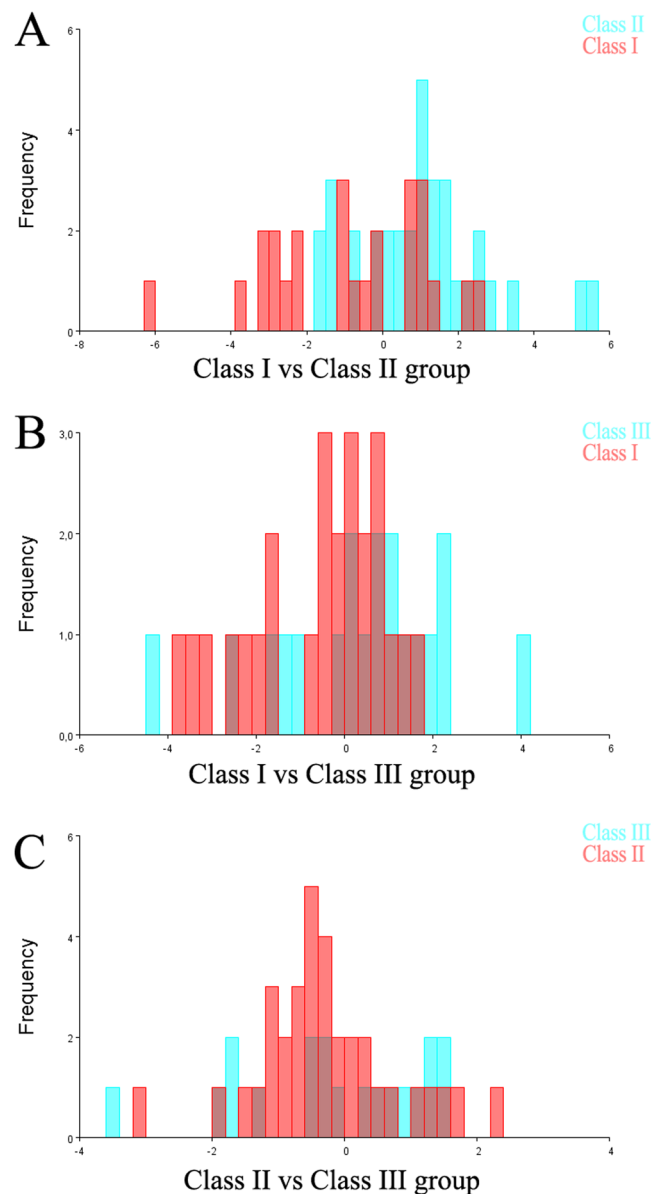 A
Class II
Class I
6
4
2
0
Frequency
-8 -6 -4 -2 0 2 4 6
Class I vs Class II group
B
Class III
Class I
3,0
2,0
1,0
0,0
Frequency
-6 -4 -2 0 2 4 6
Class I vs Class III group
C
Class III
Class II
6
4
2
0
Frequency
-4 -2 0 2 4
Class II vs Class III group